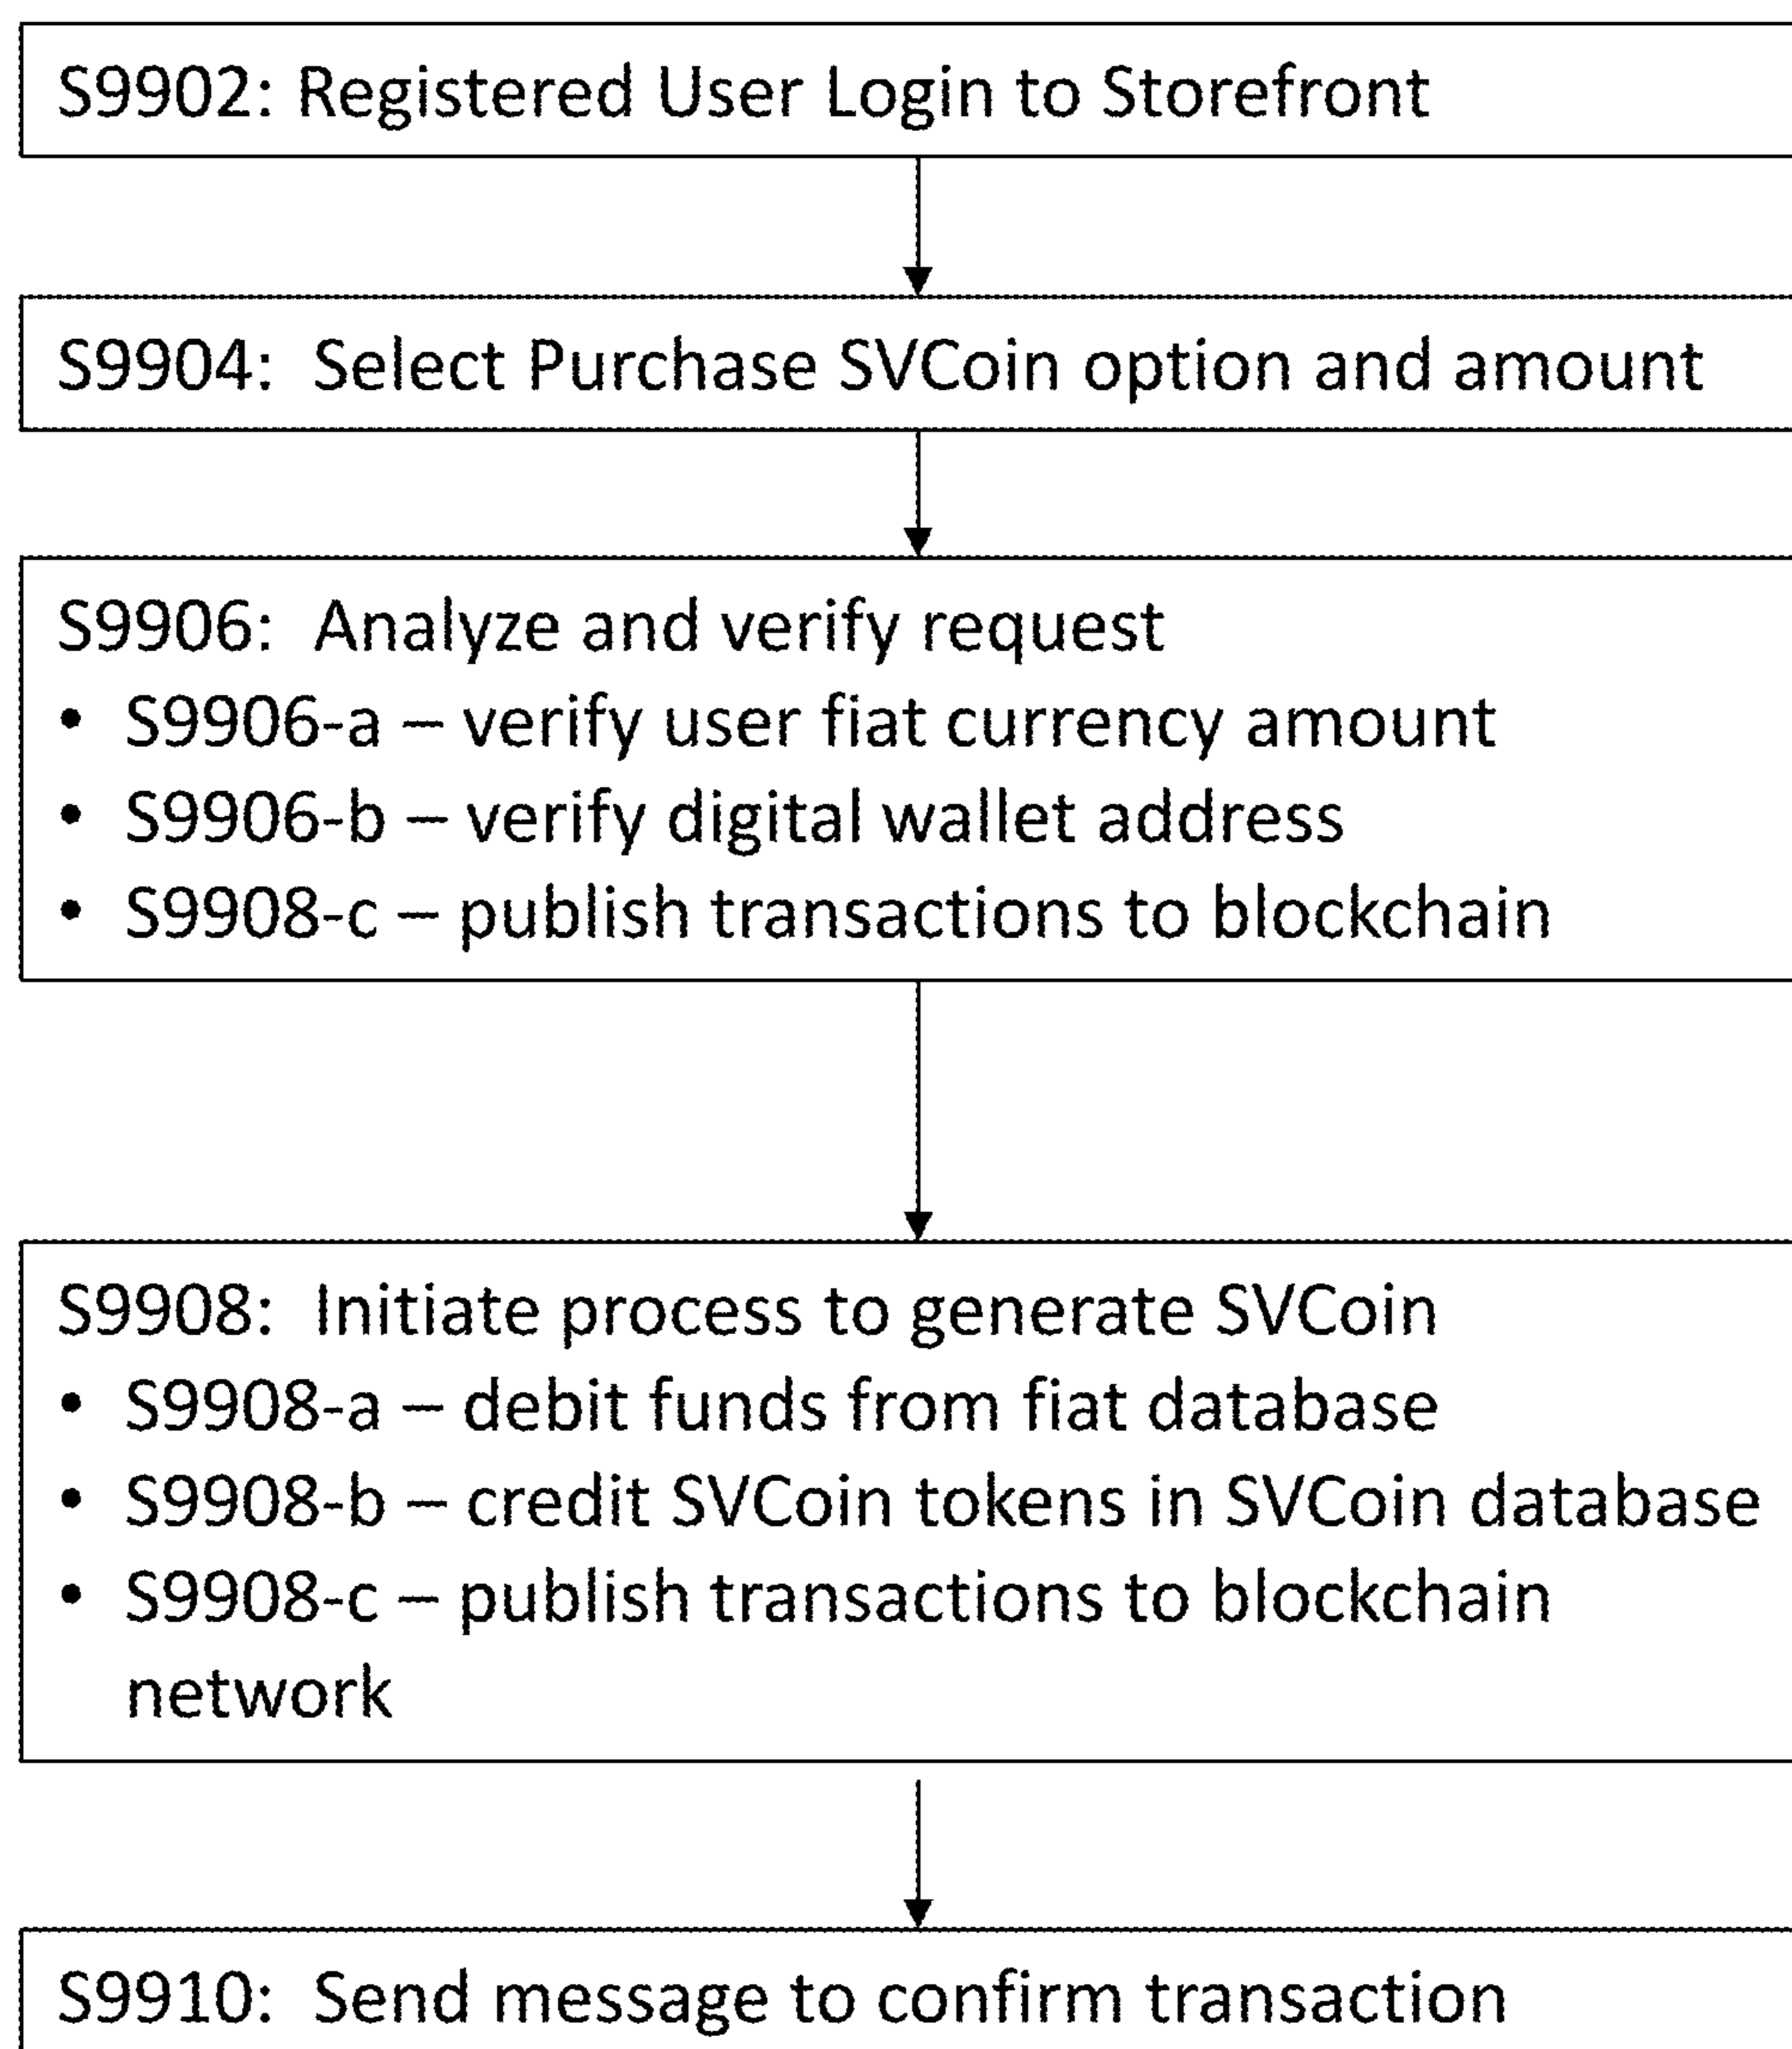 S9902: Registered User Login to Storefront
S9904: Select Purchase SVCoin option and amount
S9906: Analyze and verify request
• S9906-a – verify user fiat currency amount
• S9906-b – verify digital wallet address
• S9908-c – publish transactions to blockchain
S9908: Initiate process to generate SVCoin
• S9908-a – debit funds from fiat database
• S9908-b – credit SVCoin tokens in SVCoin database
• S9908-c – publish transactions to blockchain
network
S9910: Send message to confirm transaction